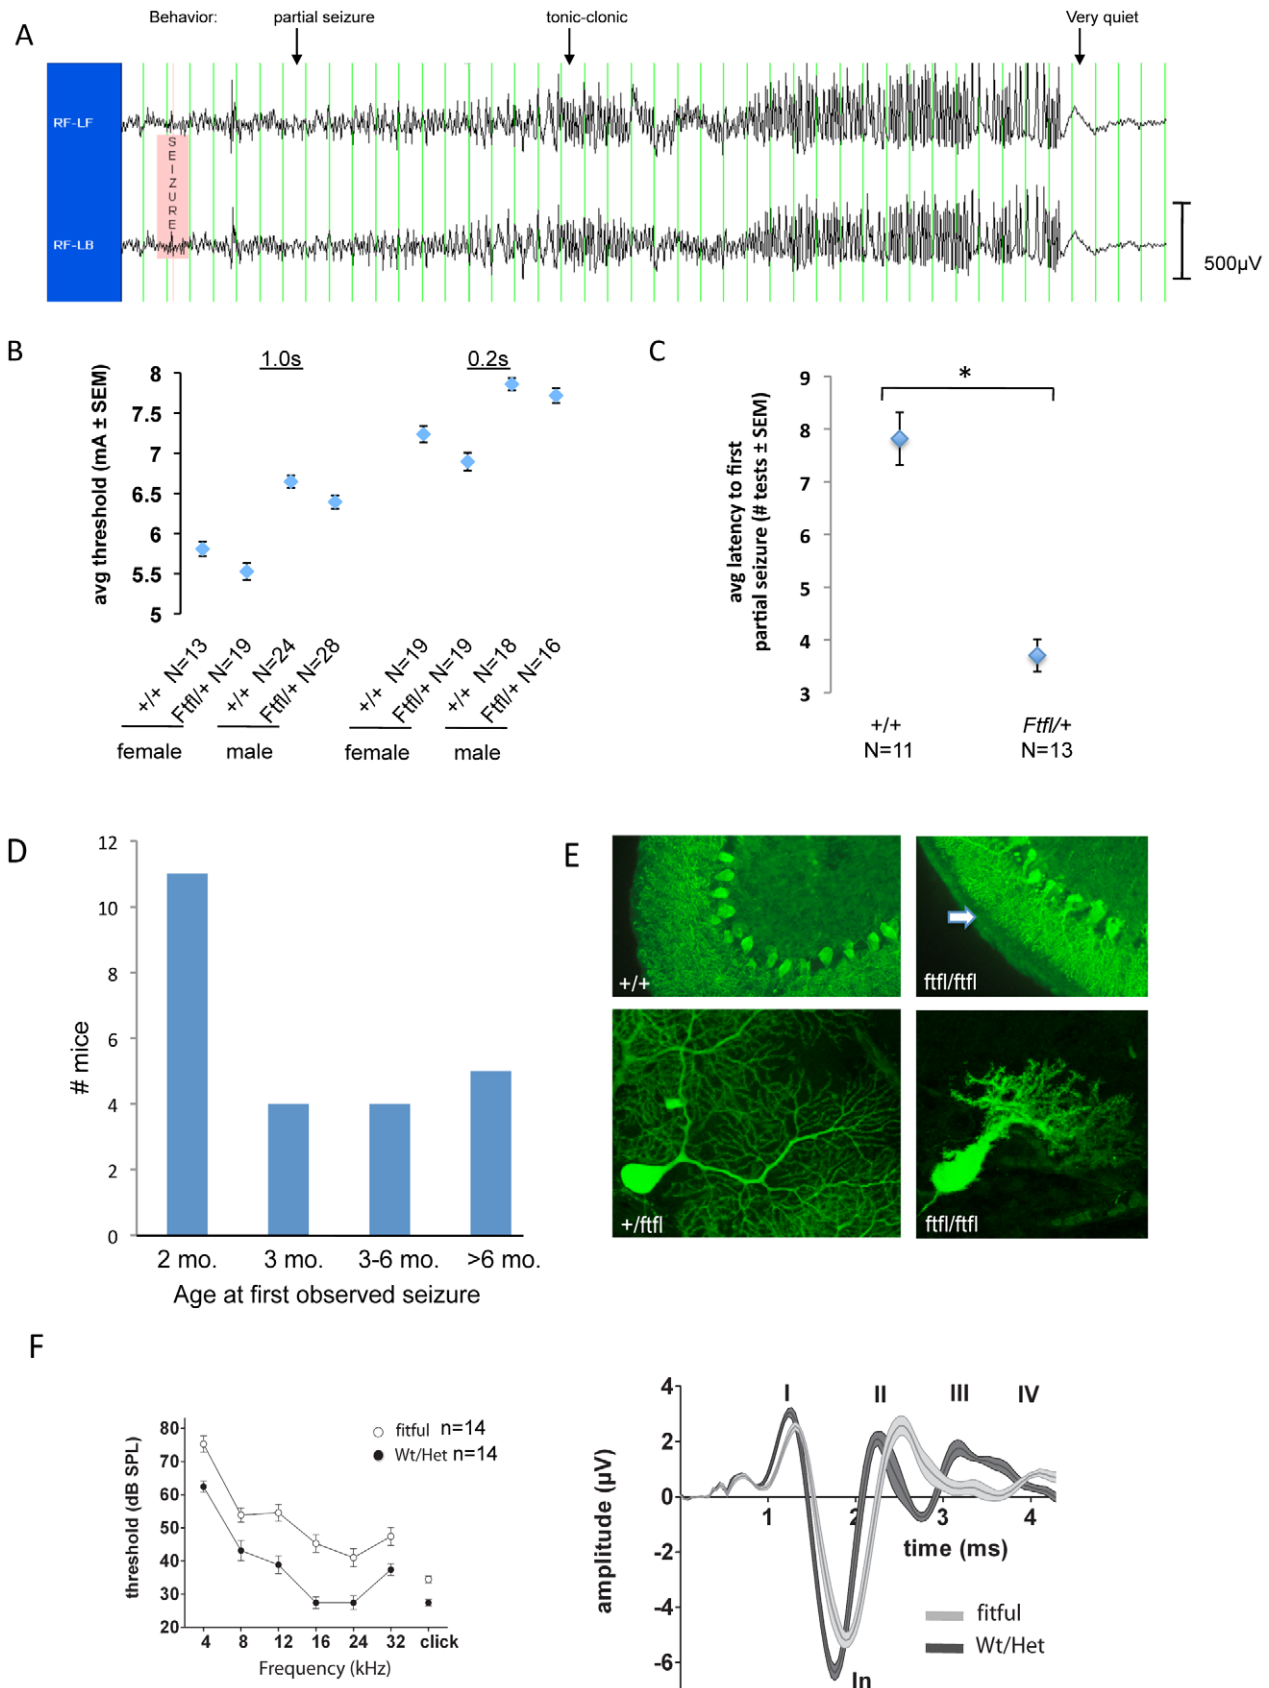 A
Behavior:
partial seizure
tonic-clonic
Very quiet
RF-LF
SEIZURE
RF-LB
500µV
B
1.0s
0.2s
avg threshold (mA ± SEM)
8
7.5
7
6.5
6
5.5
5
+/+ N=13
Ftfl/+ N=19
+/+ N=24
Ftfl/+ N=28
+/+ N=19
Ftfl/+ N=19
+/+ N=18
Ftfl/+ N=16
female
male
female
male
C
*
avg latency to first
partial seizure (# tests ± SEM)
9
8
7
6
5
4
3
+/+
N=11
Ftfl/+
N=13
D
# mice
12
10
8
6
4
2
0
2 mo.
3 mo.
3-6 mo.
>6 mo.
Age at first observed seizure
E
+/+
ftfl/ftfl
+/ftfl
ftfl/ftfl
F
threshold (dB SPL)
80
70
60
50
40
30
20
fitful n=14
Wt/Het n=14
4 8 12 16 24 32 click
Frequency (kHz)
amplitude (µV)
4
2
0
-2
-4
-6
I II III IV
1 2 3 4
time (ms)
In
fitful
Wt/Het